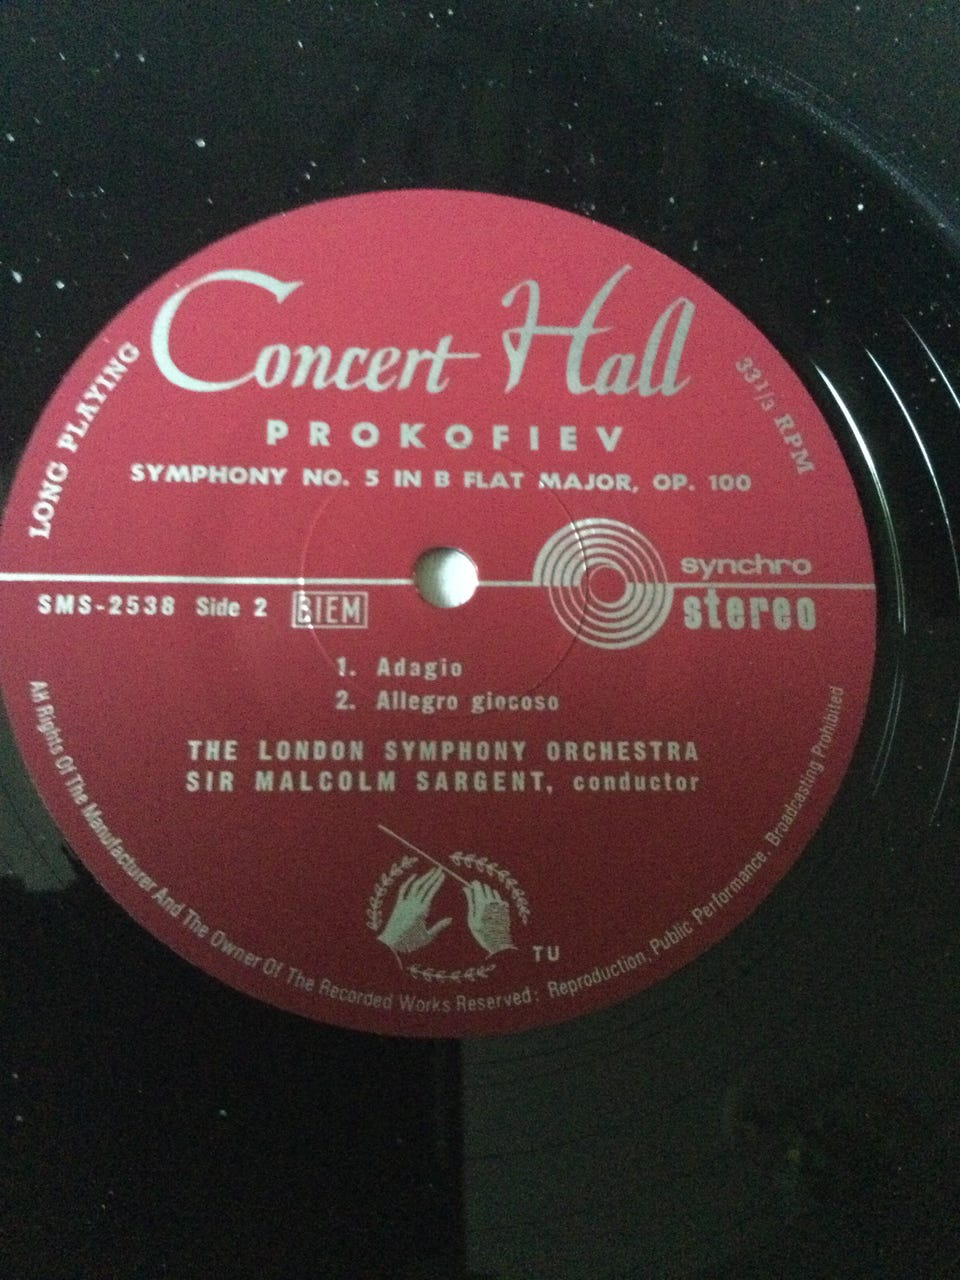 Concert Hall
LONG PLAYING
33 1/3 RPM
PROKOFIEV
SYMPHONY NO. 5 IN B FLAT MAJOR, OP. 100
synchro
stereo
SMS-2538 Side 2 BIEM
1. Adagio
2. Allegro giocoso
THE LONDON SYMPHONY ORCHESTRA
SIR MALCOLM SARGENT, conductor
TU
All Rights Of The Manufacturer And The Owner Of The Recorded Works Reserved: Reproduction, Public Performance, Broadcasting Prohibited